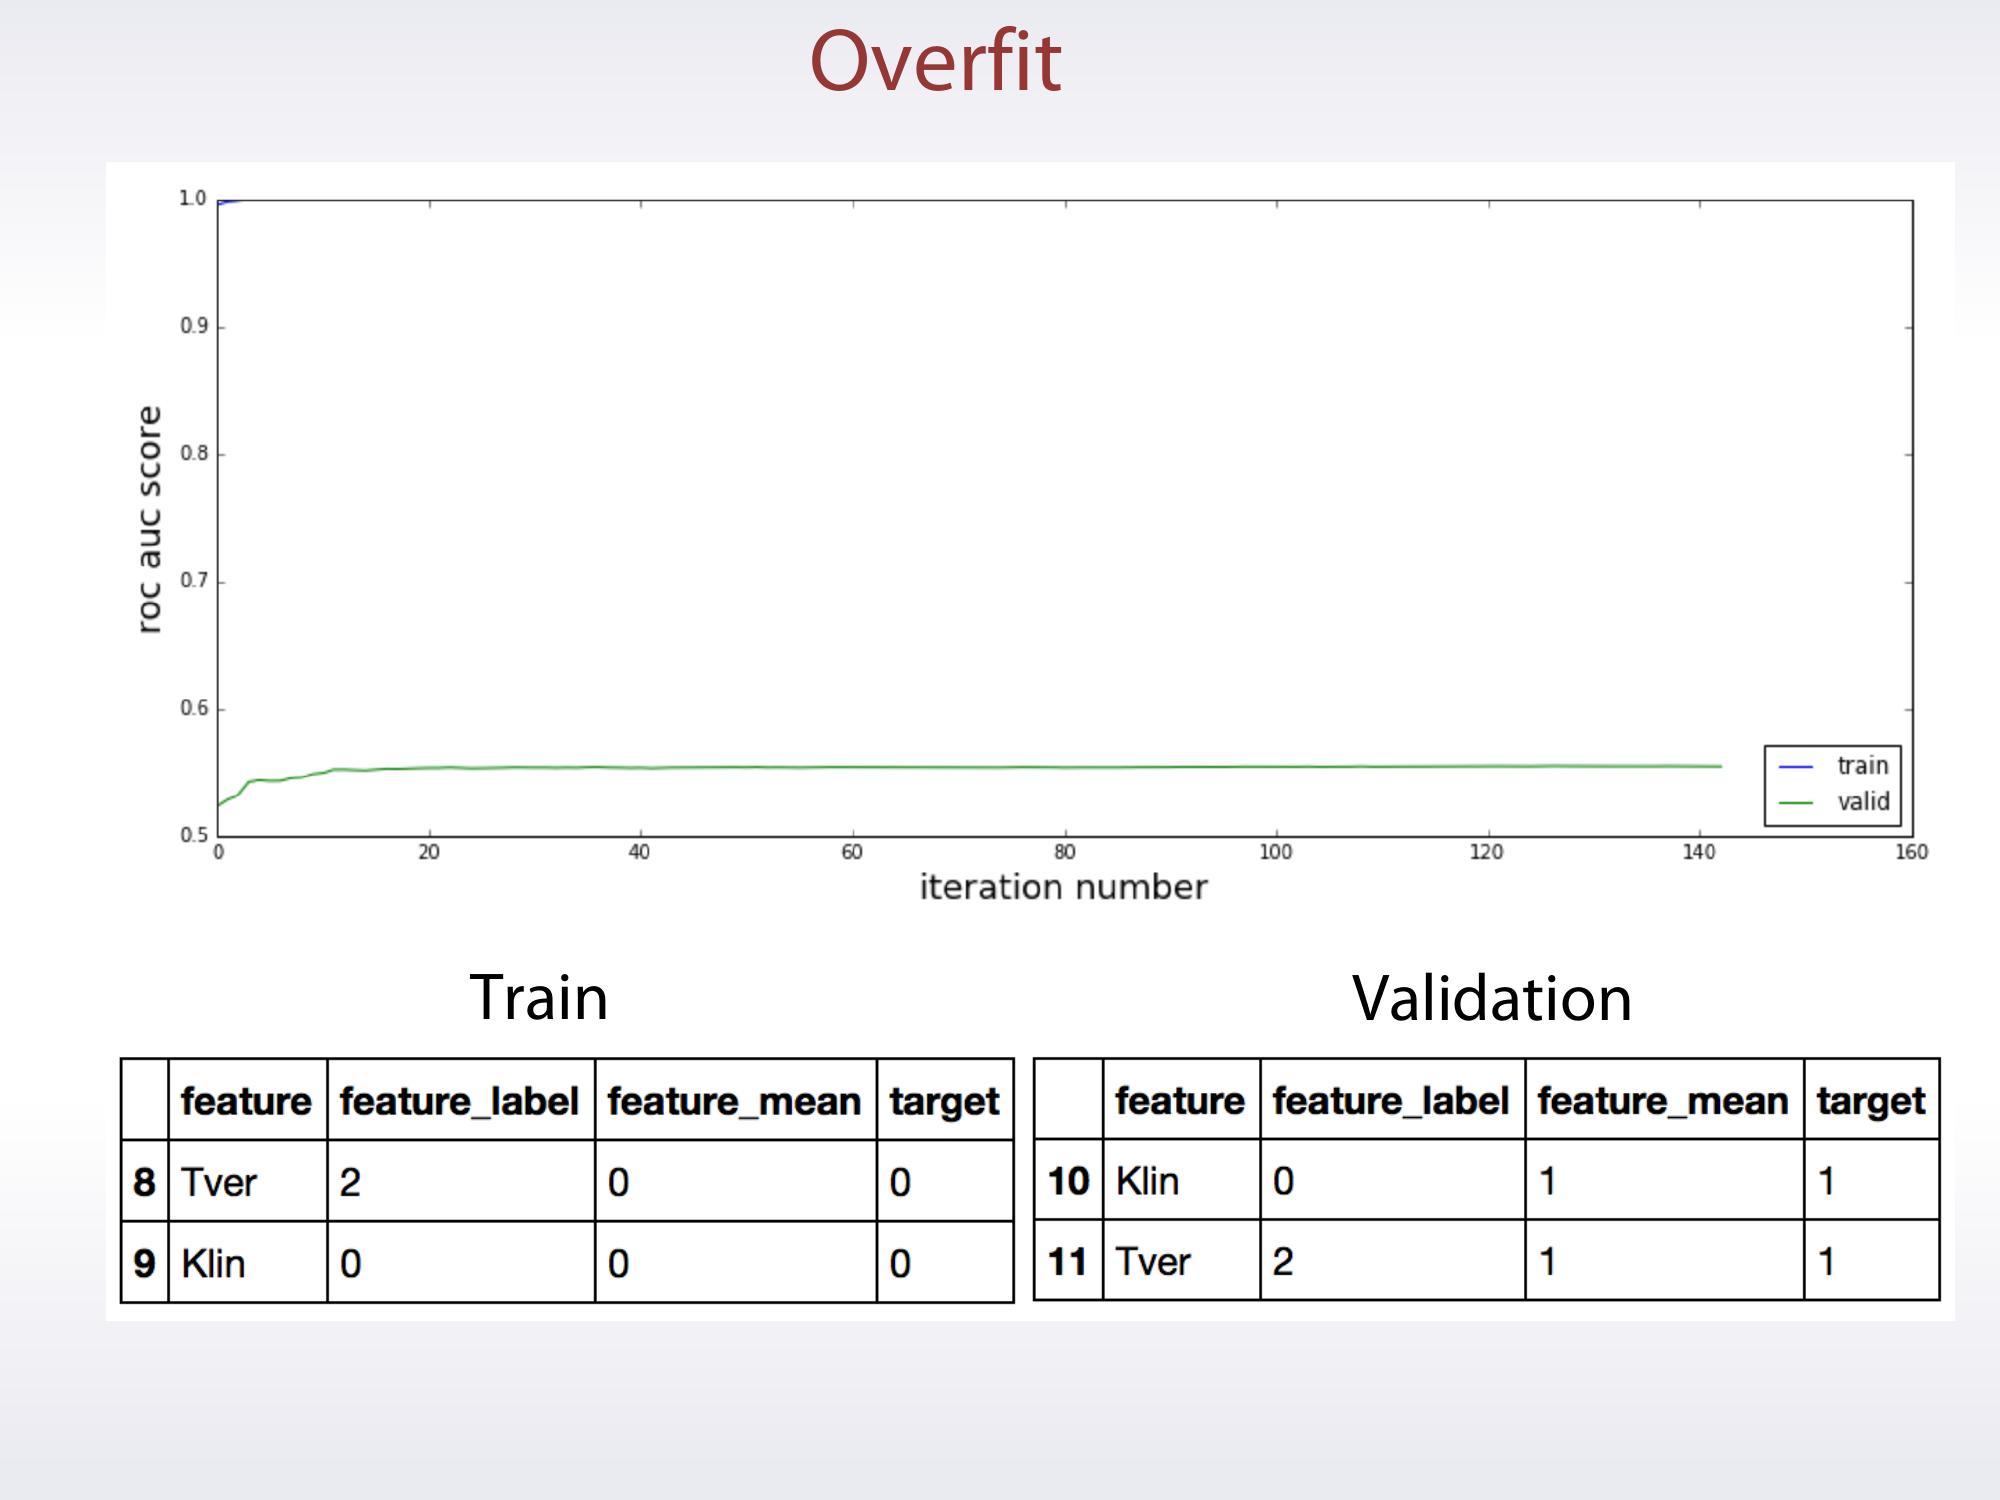 Overfit
1.0
0.9
0.8
0.7
0.6
0.5
roc auc score
0 20 40 60 80 100 120 140 160
iteration number
train
valid
Train
feature feature_label feature_mean target
8 Tver 2 0 0
9 Klin 0 0 0
Validation
feature feature_label feature_mean target
10 Klin 0 1 1
11 Tver 2 1 1